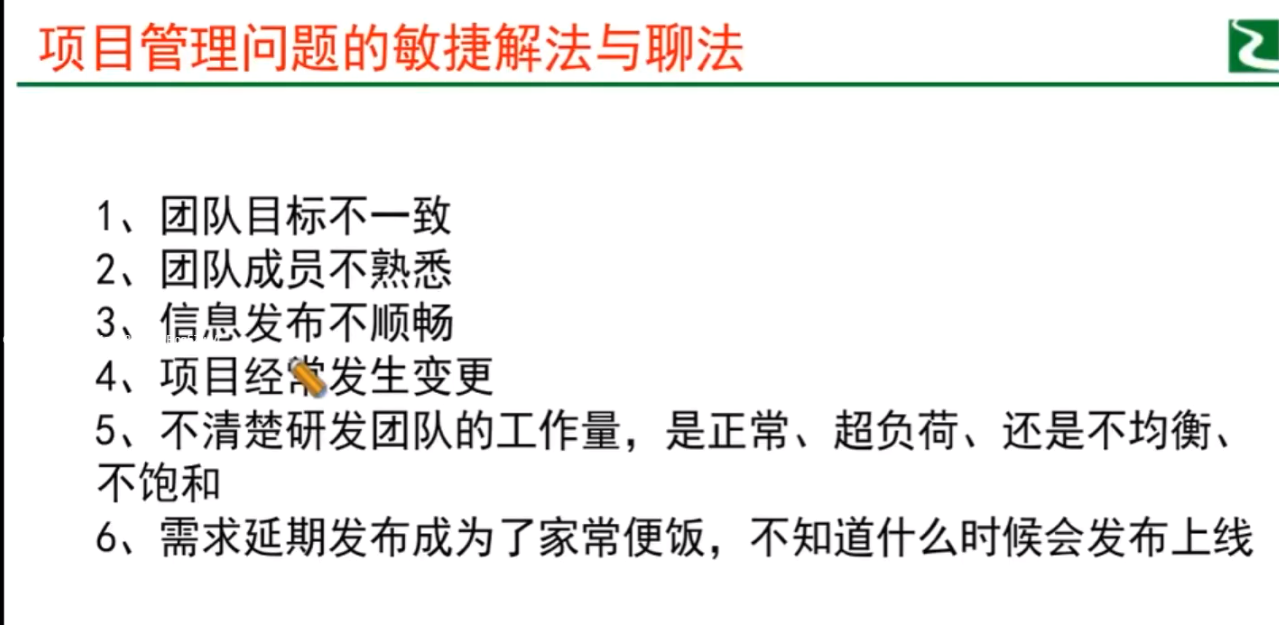 项目管理问题的敏捷解法与聊法
1、团队目标不一致
2、团队成员不熟悉
3、信息发布不顺畅
4、项目经常发生变更
5、不清楚研发团队的工作量，是正常、超负荷、还是不均衡、
不饱和
6、需求延期发布成为了家常便饭，不知道什么时候会发布上线